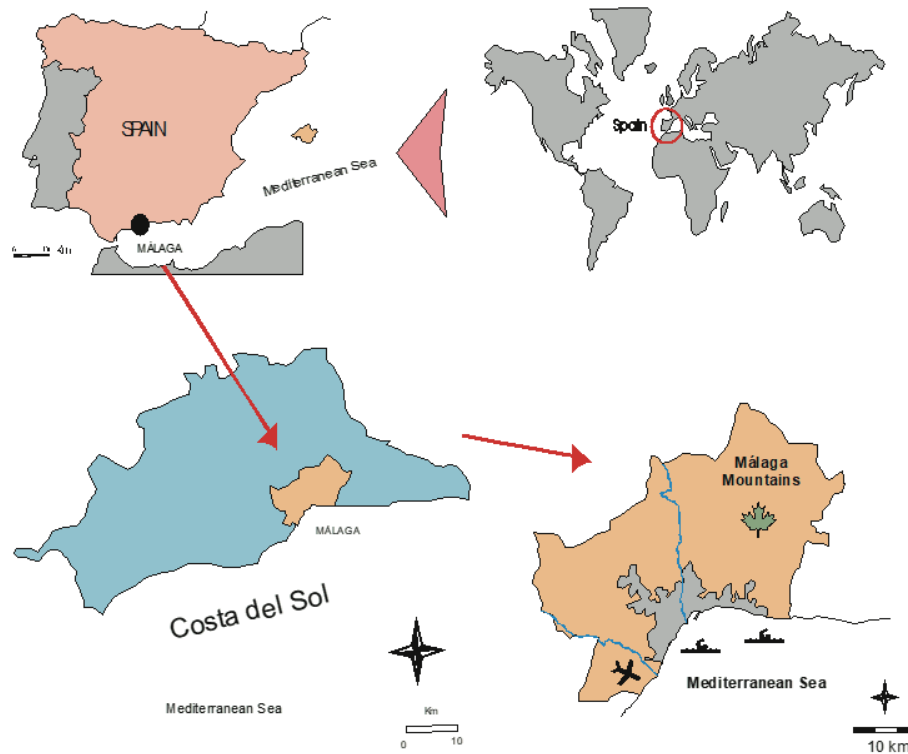 SPAIN
Mediterranean Sea
MÁLAGA
Km
Spain
MÁLAGA
Costa del Sol
Mediterranean Sea
Km
0 10
Málaga
Mountains
Mediterranean Sea
10 km